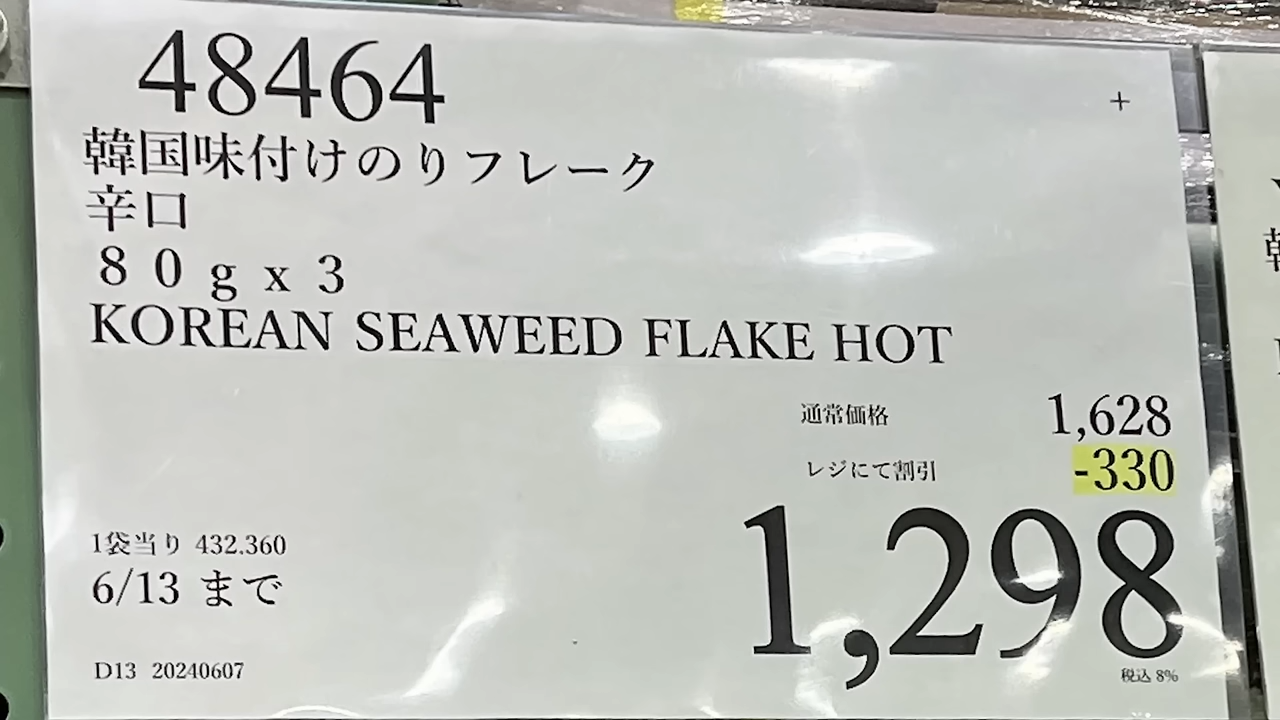 48464
+
韓国味付けのりフレーク
辛口
80gx3
KOREAN SEAWEED FLAKE HOT
通常価格 1,628
レジにて割引 -330
1,298
税込 8%
1袋当り 432.360
6/13 まで
D13 20240607